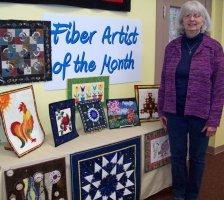 Fiber Artist
of the Month